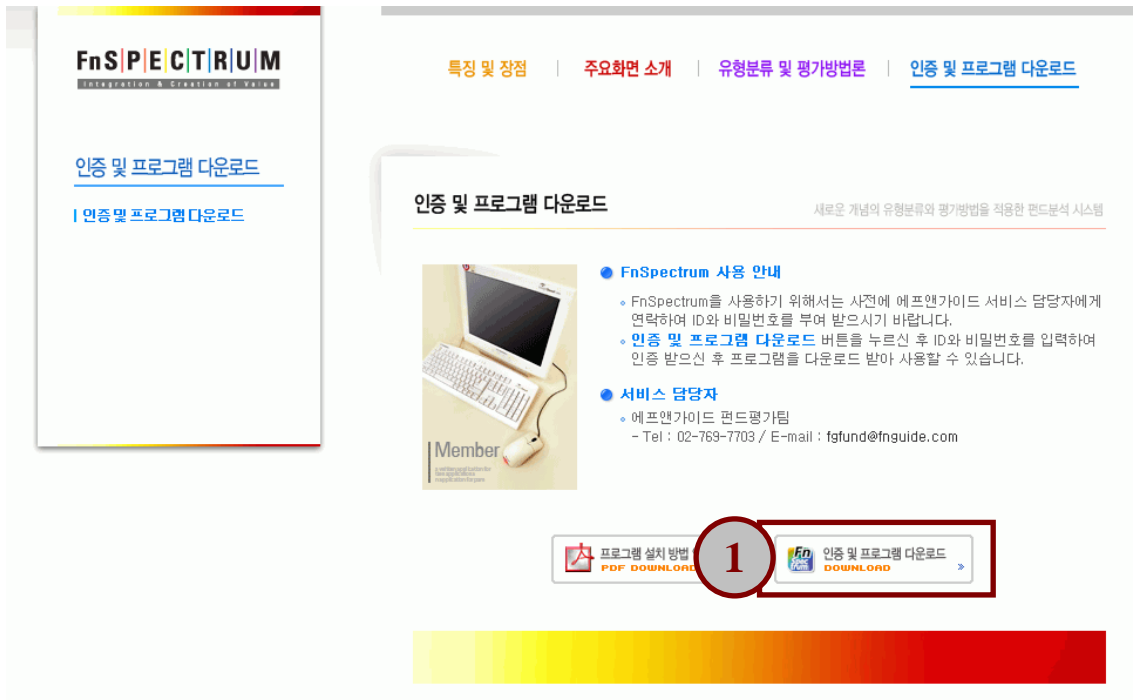 FnS|P|E|C|T|R|U|M
Integration & Creation of Value
특징 및 장점 | 주요화면 소개 | 유형분류 및 평가방법론 | 인증 및 프로그램 다운로드
인증 및 프로그램 다운로드
인증 및 프로그램 다운로드
인증 및 프로그램 다운로드
새로운 개념의 유형분류와 평가방법을 적용한 펀드분석 시스템
FnSpectrum 사용 안내
FnSpectrum을 사용하기 위해서는 사전에 에프앤가이드 서비스 담당자에게
연락하여 ID와 비밀번호를 부여 받으시기 바랍니다.
인증 및 프로그램 다운로드 버튼을 누르신 후 ID와 비밀번호를 입력하여
인증 받으신 후 프로그램을 다운로드 받아 사용할 수 있습니다.
서비스 담당자
에프앤가이드 펀드평가팀
- Tel : 02-769-7703 / E-mail : fgfund@fnguide.com
Member
프로그램 설치 방법
PDF DOWNLOAD
1
Fn
Spec
trum
인증 및 프로그램 다운로드
DOWNLOAD